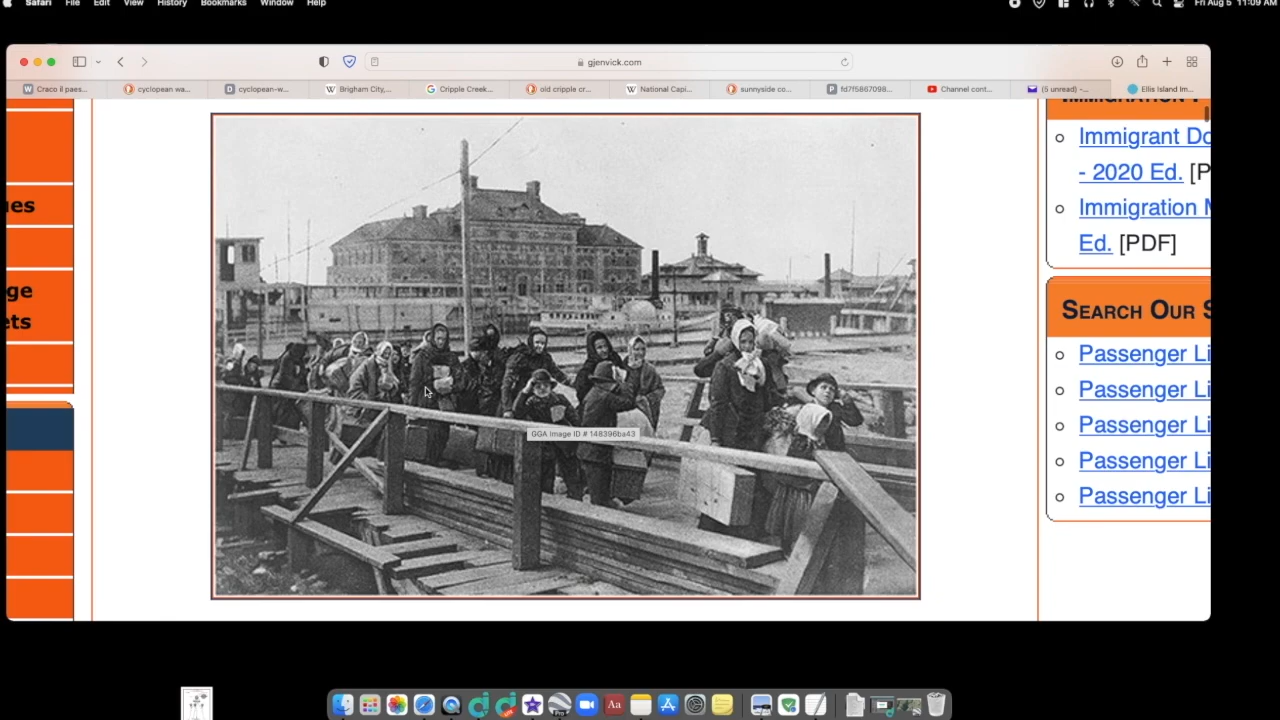 Safari File Edit View History Bookmarks Window Help Fri Aug 5 11:09 AM
gjenvick.com
Craco il paes... cyclopean wa... cyclopean-w... Brigham City,... Cripple Creek... old cripple cr... National Capi... sunnyside co... fd7f5867098... Channel cont... (5 unread) -... Ellis Island Im...
Immigrant Do
- 2020 Ed. [P
Immigration M
Ed. [PDF]
ues
ge
ets
Search Our S
Passenger Li
Passenger Li
Passenger Li
Passenger Li
Passenger Li
GGA Image ID # 148396ba43
Aa